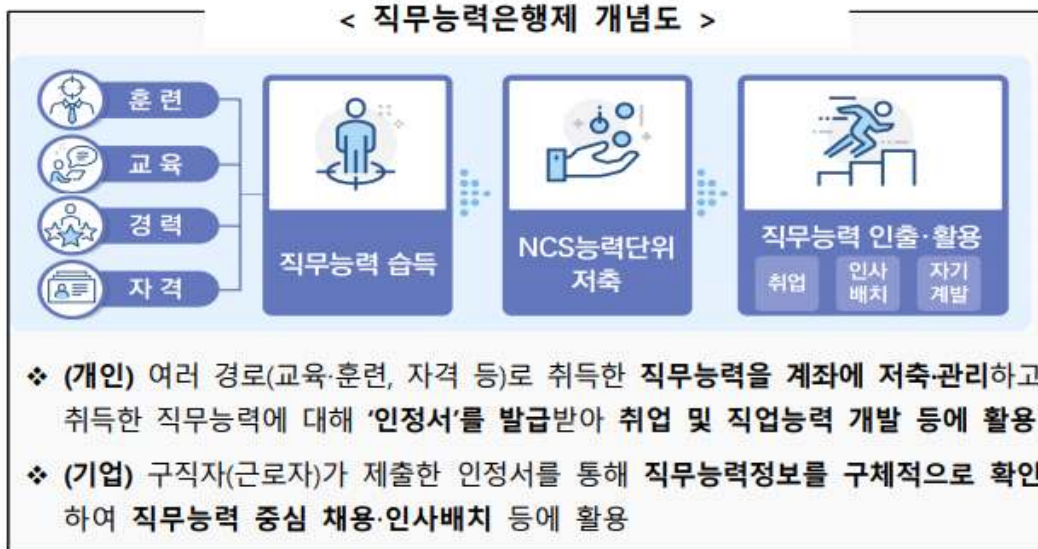 < 직무능력은행제 개념도 >
훈련
교육
경력
자격
직무능력 습득
NCS능력단위
저축
직무능력 인출·활용
취업
인사
배치
자기
계발
❖ (개인) 여러 경로(교육·훈련, 자격 등)로 취득한 직무능력을 계좌에 저축·관리하고
취득한 직무능력에 대해 ‘인정서’를 발급받아 취업 및 직업능력 개발 등에 활용
❖ (기업) 구직자(근로자)가 제출한 인정서를 통해 직무능력정보를 구체적으로 확인
하여 직무능력 중심 채용·인사배치 등에 활용